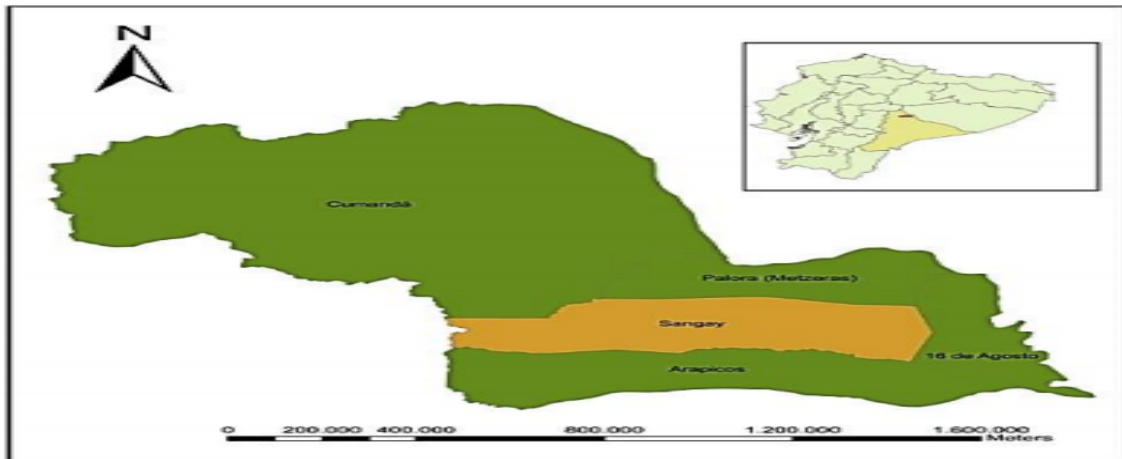 N
Cumandá
Palora (Metzeras)
Sangay
16 de Agosto
Arapicos
0 200.000 400.000 800.000 1.200.000 1.600.000
Meters